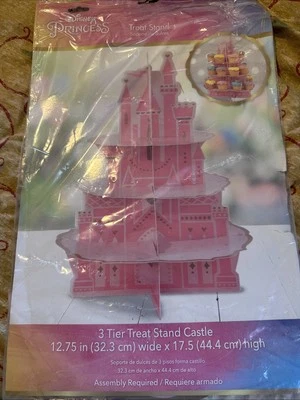 Disney
PRINCESS
Treat Stand
3 Tier Treat Stand Castle
12.75 in (32.3 cm) wide x 17.5 (44.4 cm) high
Soporte de dulces de 3 pisos forma castillo
32.3 cm de ancho x 44.4 cm de alto
Assembly Required / Requiere armado